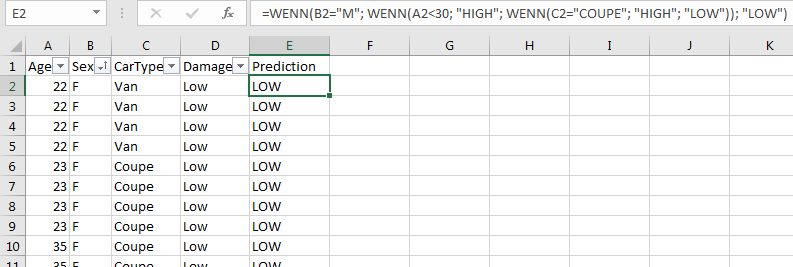 E2 fx =WENN(B2="M"; WENN(A2<30; "HIGH"; WENN(C2="COUPE"; "HIGH"; "LOW")); "LOW")
A B C D E F G H I J K
1 Age Sex CarType Damage Prediction
2 22 F Van Low LOW
3 22 F Van Low LOW
4 22 F Van Low LOW
5 22 F Van Low LOW
6 23 F Coupe Low LOW
7 23 F Coupe Low LOW
8 23 F Coupe Low LOW
9 23 F Coupe Low LOW
10 35 F Coupe Low LOW
11 35 F Coupe Low LOW